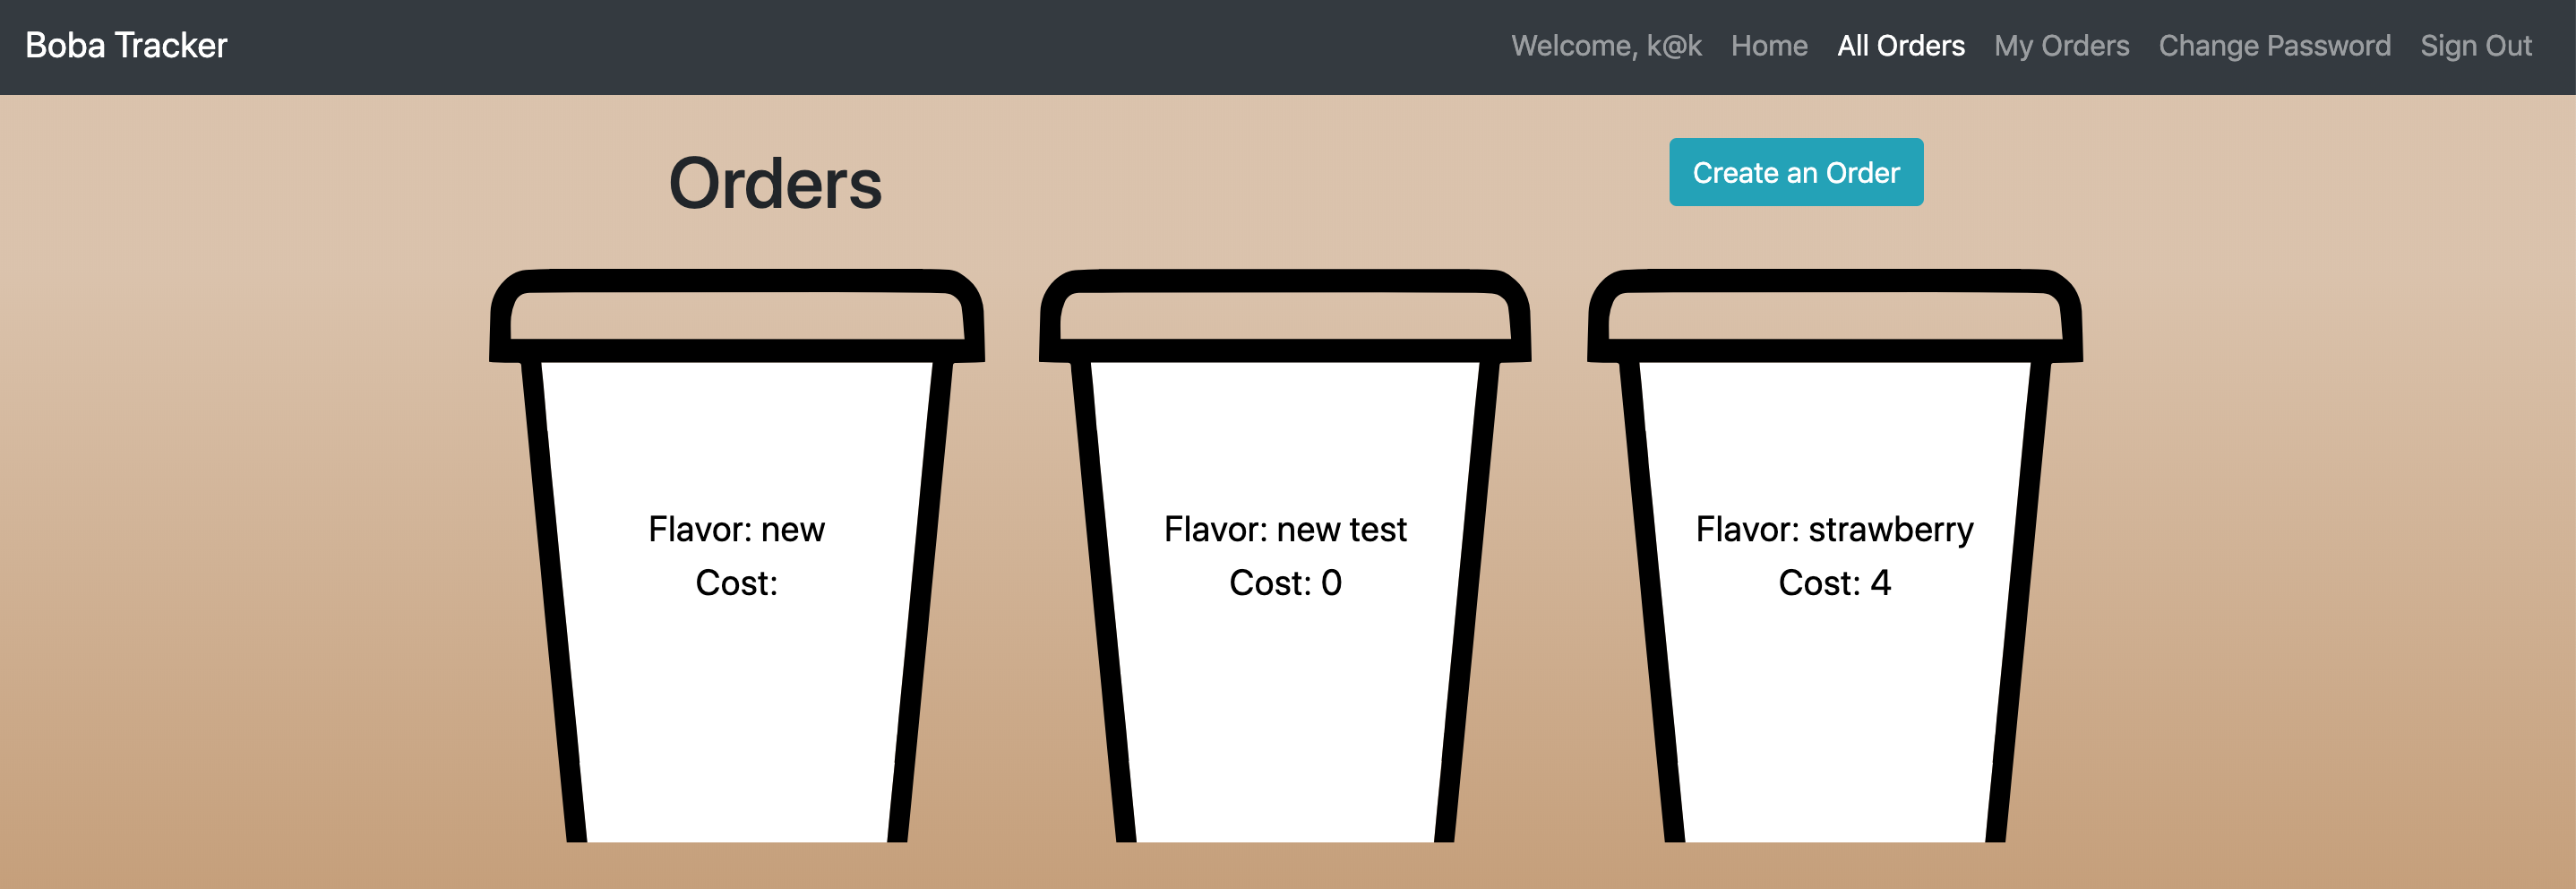 Boba Tracker
Welcome, k@k Home All Orders My Orders Change Password Sign Out
Orders
Create an Order
Flavor: new
Cost:
Flavor: new test
Cost: 0
Flavor: strawberry
Cost: 4